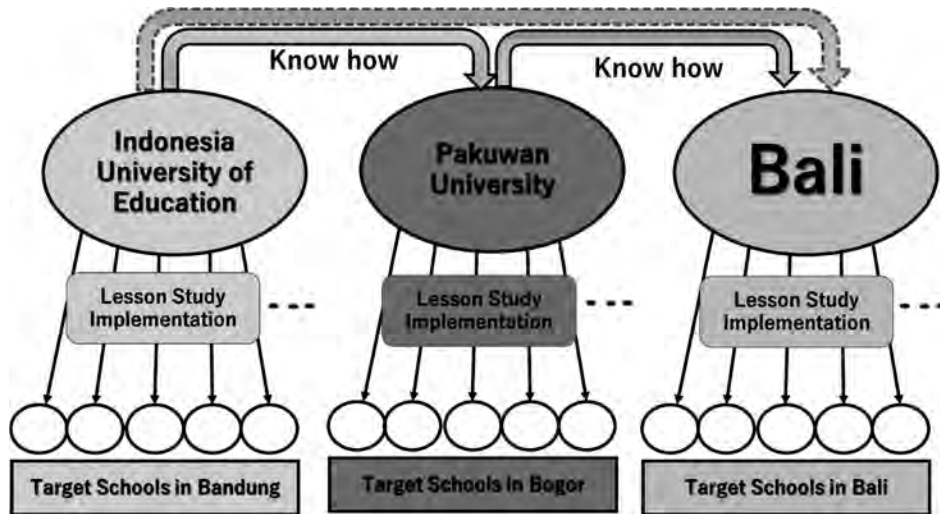 Know how
Know how
Indonesia
University of
Education
Pakuwan
University
Bali
Lesson Study
Implementation
Lesson Study
Implementation
Lesson Study
Implementation
Target Schools in Bandung
Target Schools in Bogor
Target Schools in Bali